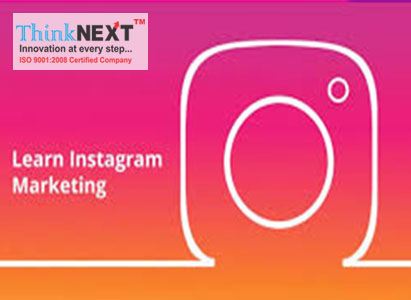 ThinkNEXT™
Innovation at every step...
ISO 9001:2008 Certified Company
Learn Instagram
Marketing